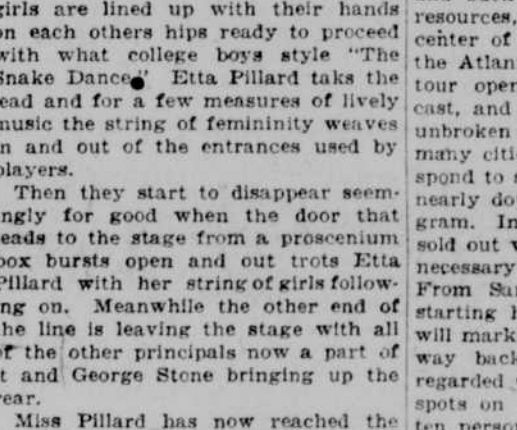 girls are lined up with their hands
on each others hips ready to proceed
with what college boys style "The
Snake Dance" Etta Pillard taks the
lead and for a few measures of lively
music the string of femininity weaves
in and out of the entrances used by
players.
Then they start to disappear seem-
ingly for good when the door that
leads to the stage from a proscenium
box bursts open and out trots Etta
Pillard with her string of girls follow-
ing on. Meanwhile the other end of
the line is leaving the stage with all
of the other principals now a part of
it and George Stone bringing up the
rear.
Miss Pillard has now reached the
resources,
center of
the Atlan
tour oper
cast, and
unbroken
many citi
spond to s
nearly do
gram. In
sold out
necessary
From Sa
starting h
will mark
way back
regarded
spots on
ten person